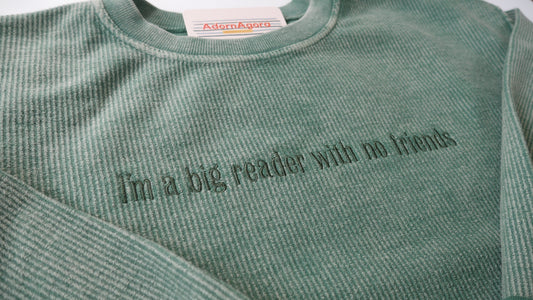 AdornAgora
I'm a big reader with no friends